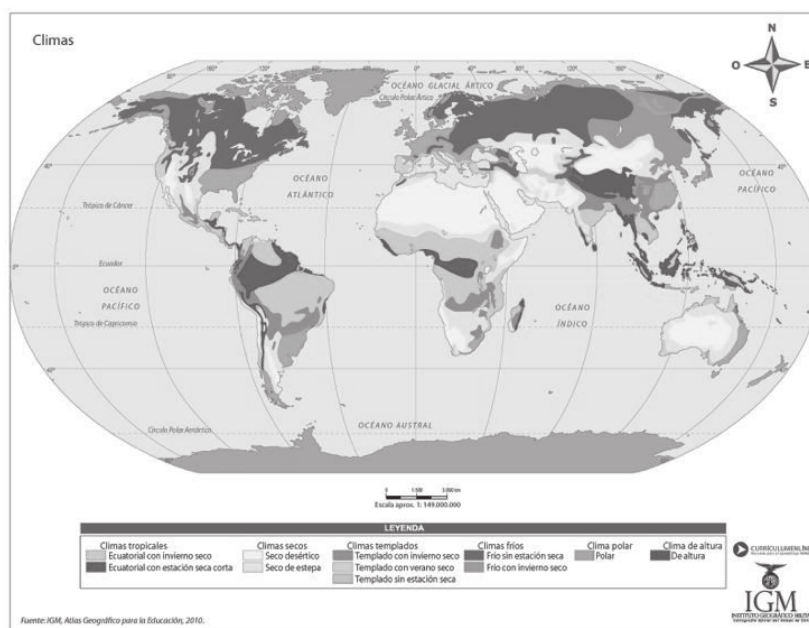 Climas
N
O
E
S
OCÉANO GLACIAL ÁRTICO
Círculo Polar Ártico
OCÉANO
ATLÁNTICO
OCÉANO
PACÍFICO
Trópico de Cáncer
Ecuador
OCÉANO
PACÍFICO
OCÉANO
ÍNDICO
Trópico de Capricornio
Círculo Polar Antártico
OCÉANO AUSTRAL
Escala aprox. 1: 149.000.000
LEYENDA
Climas tropicales
Ecuatorial con invierno seco
Ecuatorial con estación seca corta
Climas secos
Seco desértico
Seco de estepa
Climas templados
Templado con invierno seco
Templado con verano seco
Templado sin estación seca
Climas fríos
Frío sin estación seca
Frío con invierno seco
Clima polar
Polar
Clima de altura
De altura
IGM
INSTITUTO GEOGRÁFICO MILITAR
Fuente: IGM, Atlas Geográfico para la Educación, 2010.